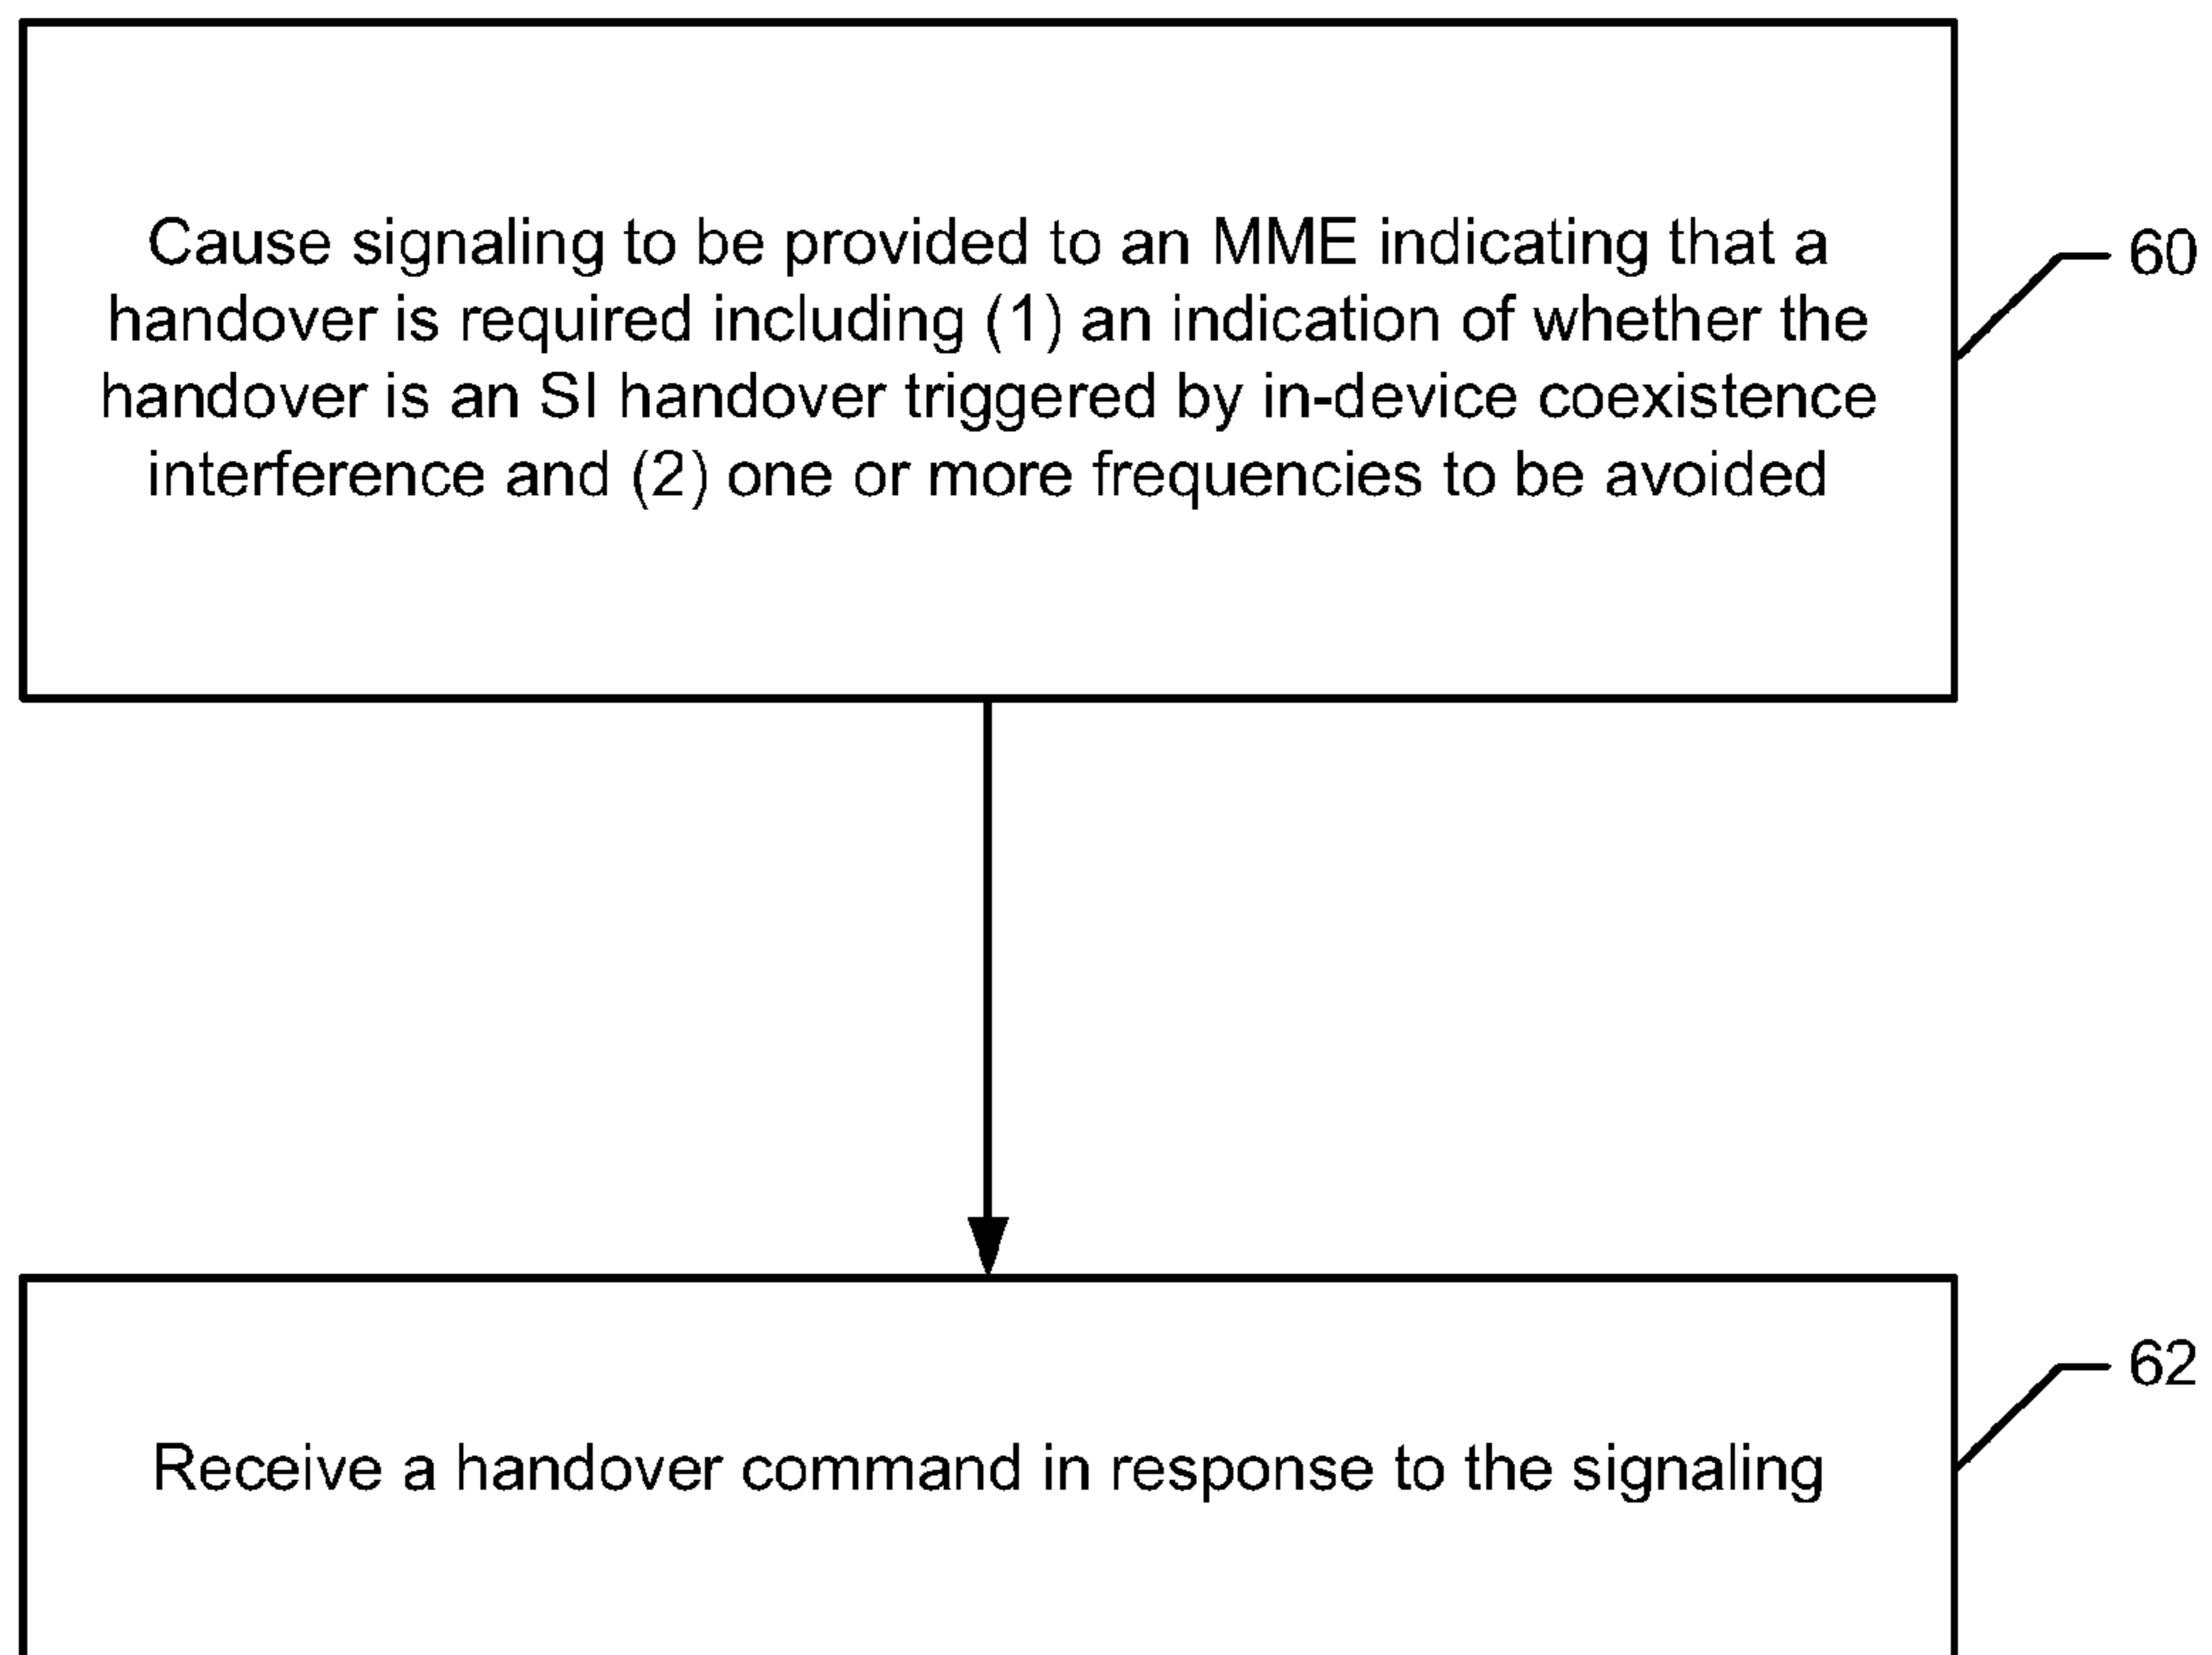 Cause signaling to be provided to an MME indicating that a
handover is required including (1) an indication of whether the
handover is an SI handover triggered by in-device coexistence
interference and (2) one or more frequencies to be avoided
60
Receive a handover command in response to the signaling
62